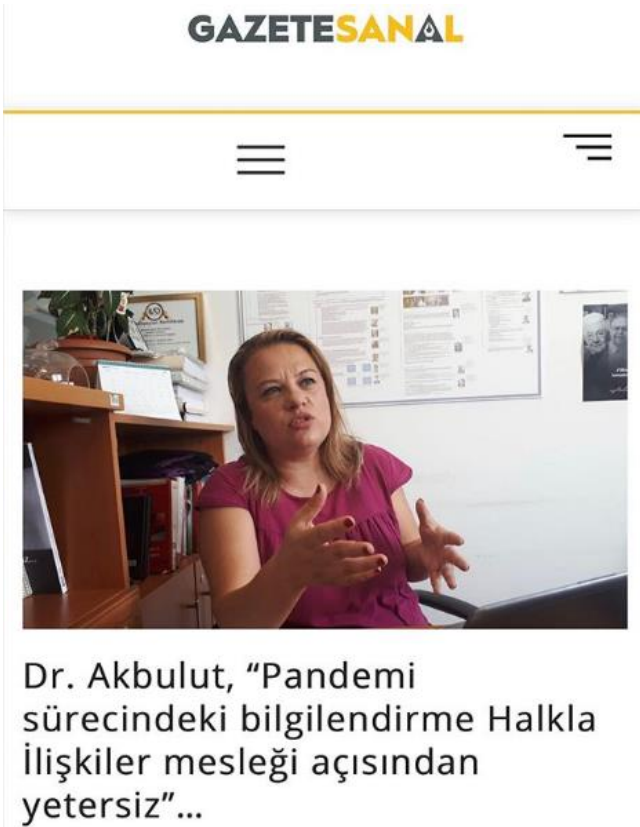 GAZETESANAL
Dr. Akbulut, “Pandemi
sürecindeki bilgilendirme Halkla
İlişkiler mesleği açısından
yetersiz”...